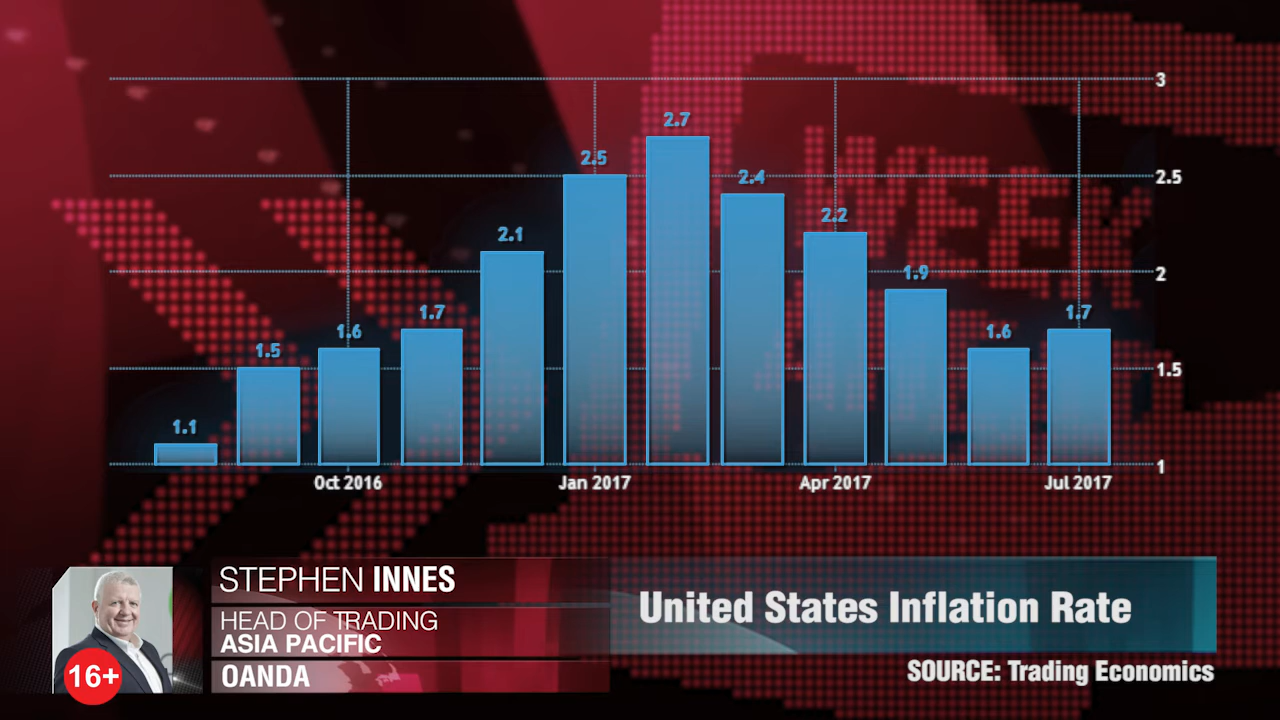 3
2.7
2.5
2.4
2.5
2.2
2.1
1.9
2
1.7
1.7
1.6
1.6
1.5
1.5
1.1
1
Oct 2016
Jan 2017
Apr 2017
Jul 2017
WEEK
STEPHEN INNES
HEAD OF TRADING
ASIA PACIFIC
OANDA
16+
United States Inflation Rate
SOURCE: Trading Economics